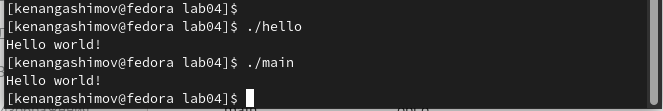 [kenangashimov@fedora lab04]$
[kenangashimov@fedora lab04]$ ./hello
Hello world!
[kenangashimov@fedora lab04]$ ./main
Hello world!
[kenangashimov@fedora lab04]$